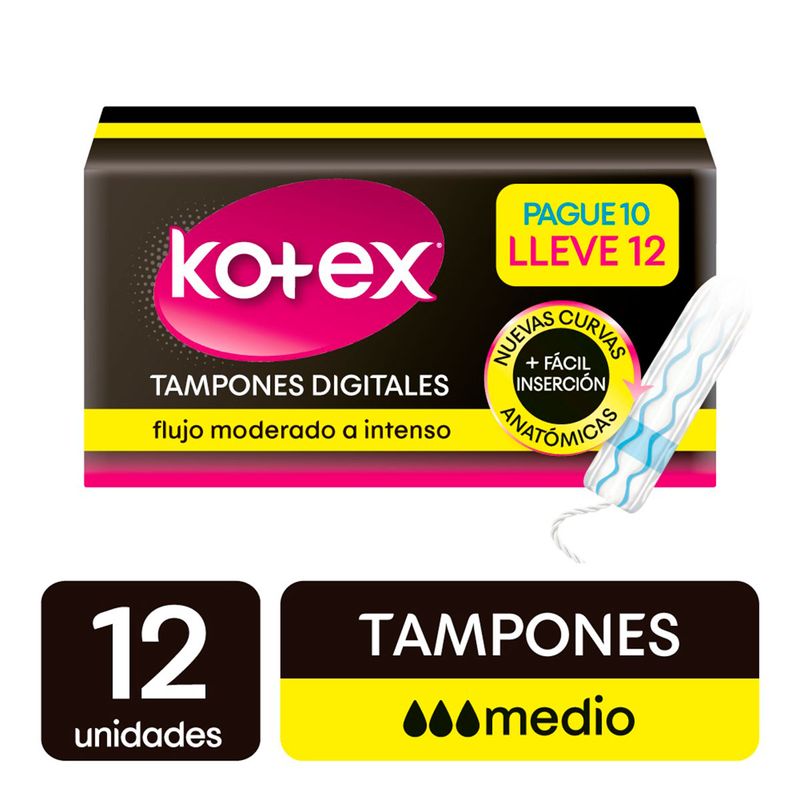 kotex®
TAMPONES DIGITALES
flujo moderado a intenso
PAGUE 10
LLEVE 12
NUEVAS CURVAS
+ FÁCIL
INSERCIÓN
ANATÓMICAS
12
unidades
TAMPONES
medio